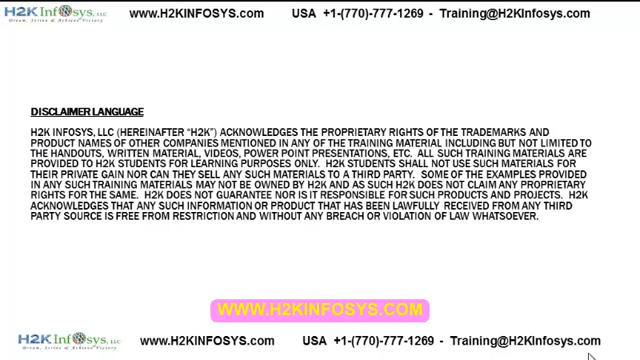 H2K Infosys, LLC
Dream, Strive & Achieve Victory
www.H2KINFOSYS.com USA +1-(770)-777-1269 - Training@H2KInfosys.com
DISCLAIMER LANGUAGE
H2K INFOSYS, LLC (HEREINAFTER “H2K”) ACKNOWLEDGES THE PROPRIETARY RIGHTS OF THE TRADEMARKS AND
PRODUCT NAMES OF OTHER COMPANIES MENTIONED IN ANY OF THE TRAINING MATERIAL INCLUDING BUT NOT LIMITED TO
THE HANDOUTS, WRITTEN MATERIAL, VIDEOS, POWER POINT PRESENTATIONS, ETC. ALL SUCH TRAINING MATERIALS ARE
PROVIDED TO H2K STUDENTS FOR LEARNING PURPOSES ONLY. H2K STUDENTS SHALL NOT USE SUCH MATERIALS FOR
THEIR PRIVATE GAIN NOR CAN THEY SELL ANY SUCH MATERIALS TO A THIRD PARTY. SOME OF THE EXAMPLES PROVIDED
IN ANY SUCH TRAINING MATERIALS MAY NOT BE OWNED BY H2K AND AS SUCH H2K DOES NOT CLAIM ANY PROPRIETARY
RIGHTS FOR THE SAME. H2K DOES NOT GUARANTEE NOR IS IT RESPONSIBLE FOR SUCH PRODUCTS AND PROJECTS. H2K
ACKNOWLEDGES THAT ANY SUCH INFORMATION OR PRODUCT THAT HAS BEEN LAWFULLY RECEIVED FROM ANY THIRD
PARTY SOURCE IS FREE FROM RESTRICTION AND WITHOUT ANY BREACH OR VIOLATION OF LAW WHATSOEVER.
WWW.H2KINFOSYS.COM
H2K Infosys, LLC
Dream, Strive & Achieve Victory
www.H2KINFOSYS.com USA +1-(770)-777-1269 - Training@H2KInfosys.com